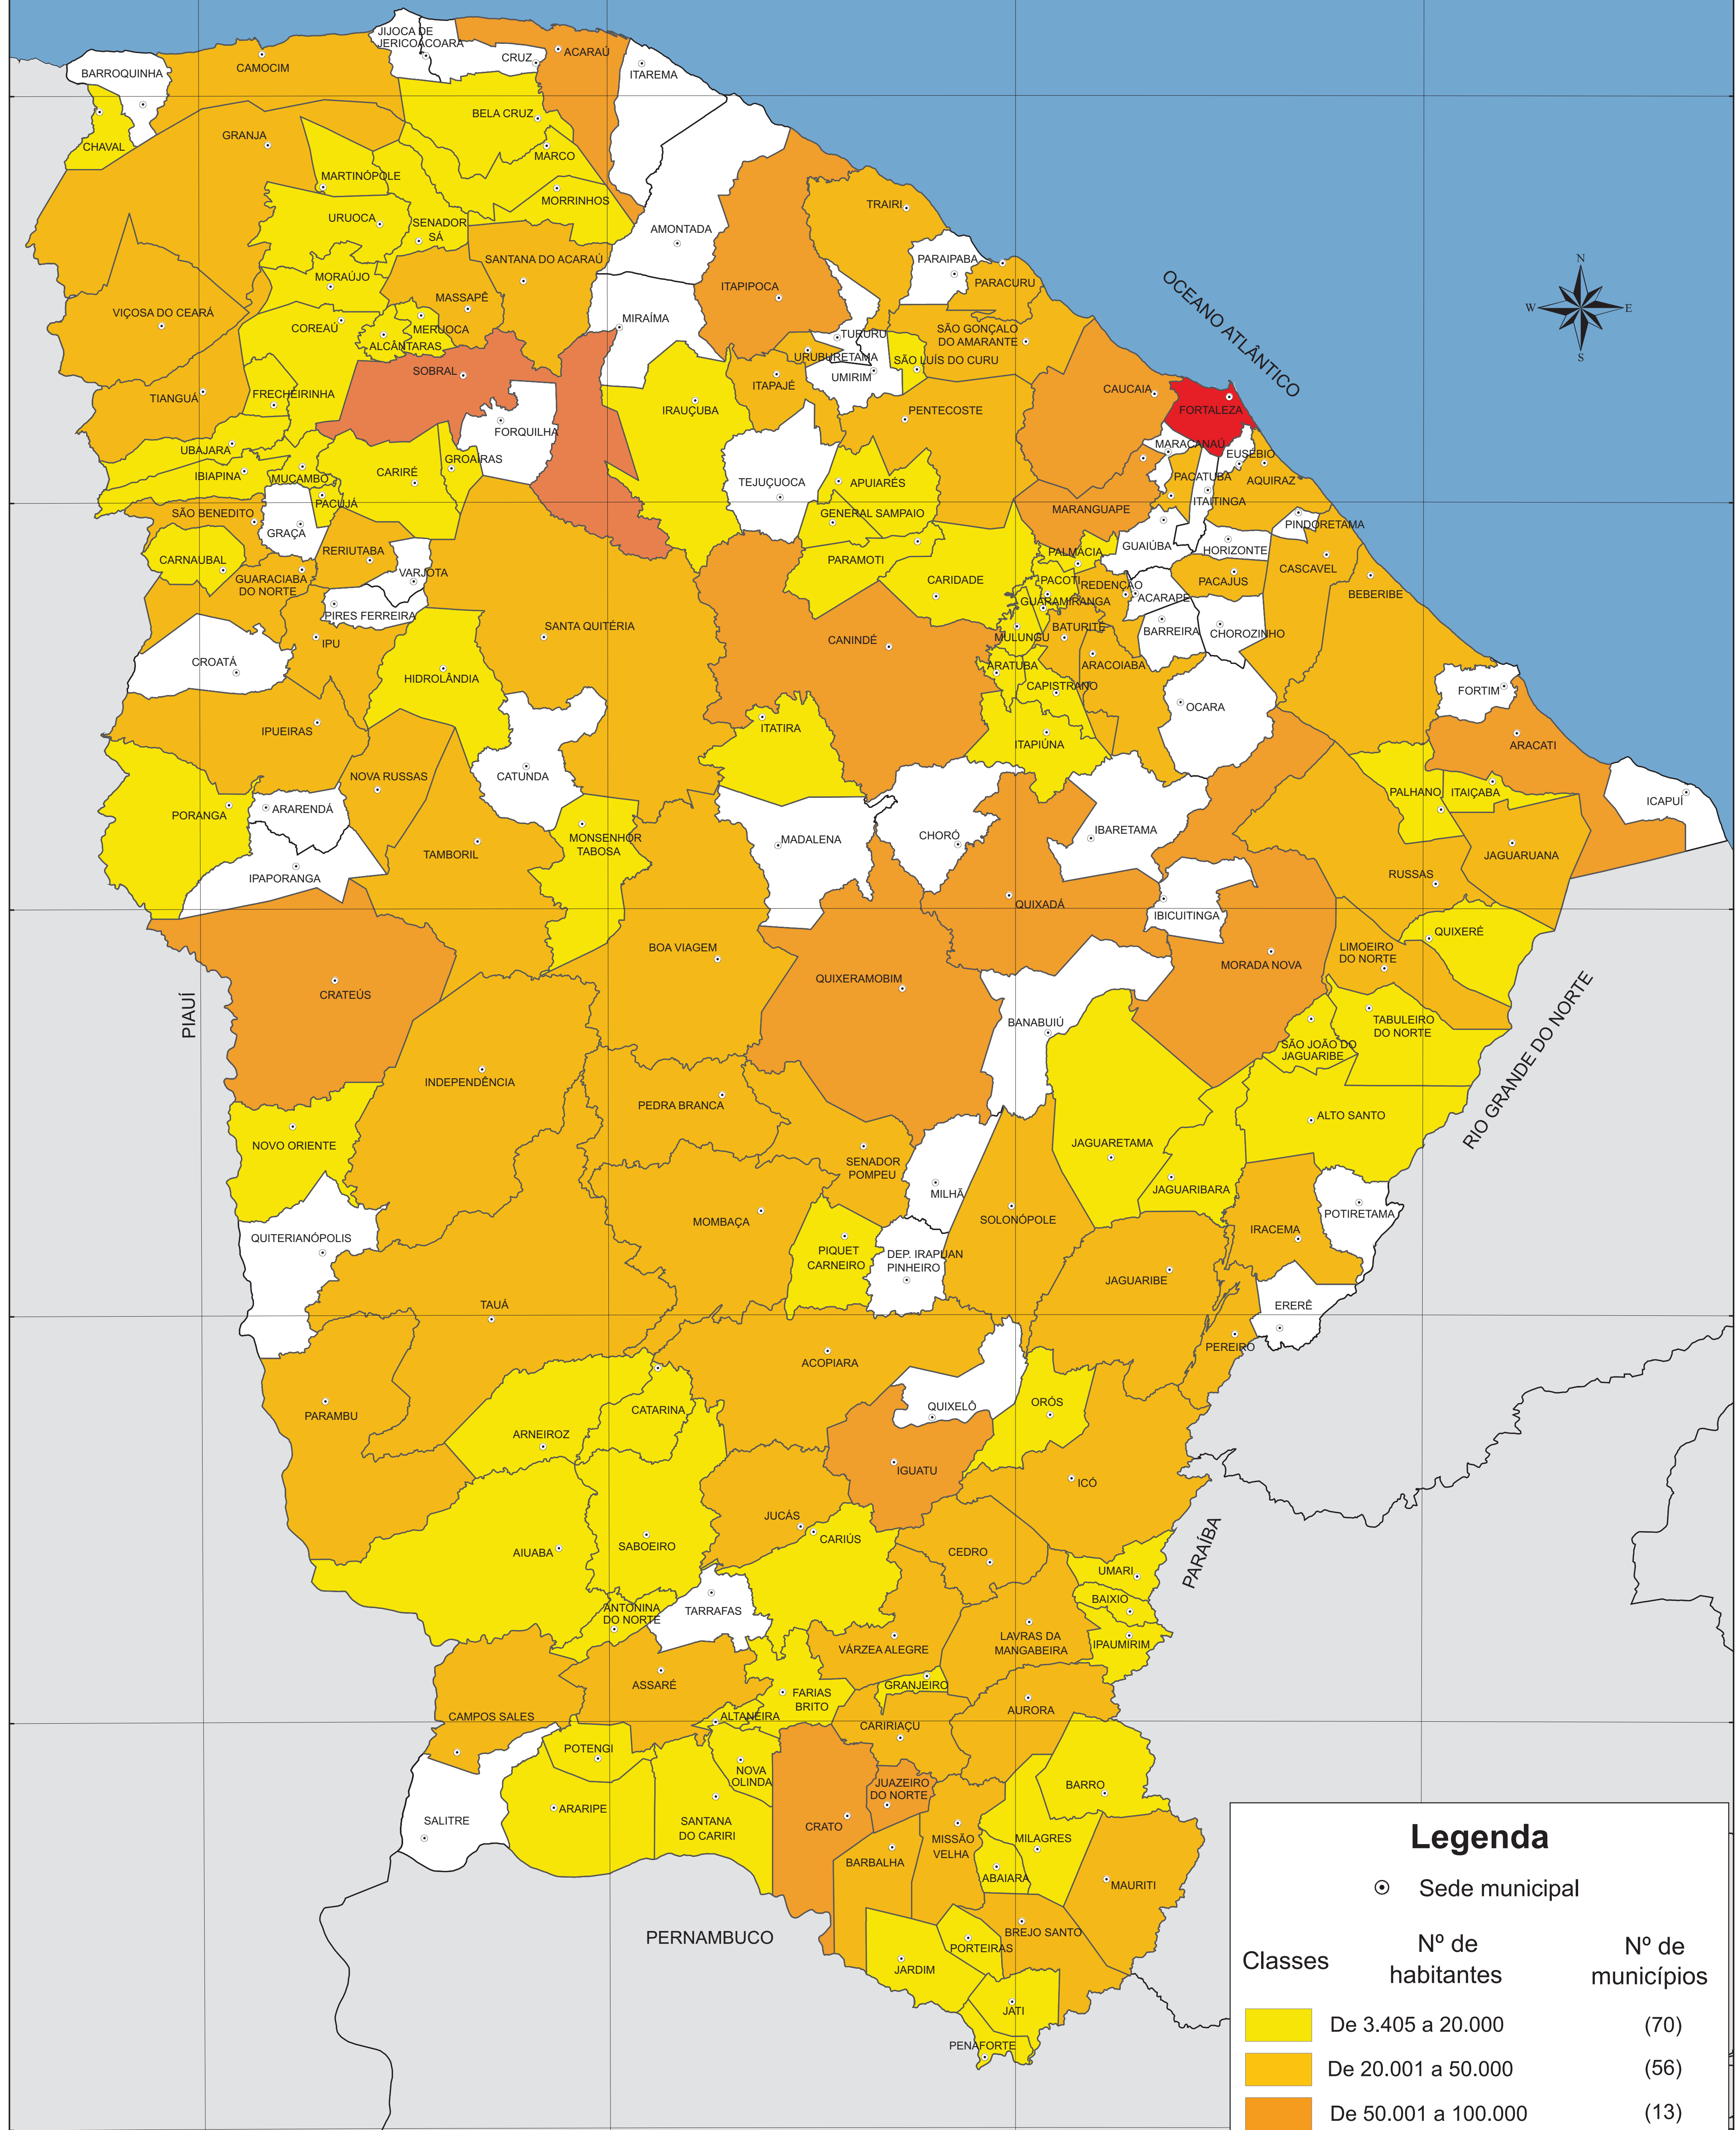 JIJOCA DE
JERICOACOARA
CRUZ
ACARAÚ
ITAREMA
BARROQUINHA
CAMOCIM
CHAVAL
GRANJA
BELA CRUZ
MARCO
MARTINÓPOLE
MORRINHOS
URUOCA
SENADOR
SÁ
AMONTADA
TRAIRI
PARAIPABA
PARACURU
SANTANA DO ACARAÚ
MORAÚJO
MASSAPÊ
ITAPIPOCA
VIÇOSA DO CEARÁ
COREAÚ
MERUOCA
ALCÂNTARAS
MIRAÍMA
TURURU
URUBURETAMA
SÃO GONÇALO
DO AMARANTE
SÃO LUÍS DO CURU
UMIRIM
OCEANO ATLÂNTICO
N
W
E
S
SOBRAL
TIANGUÁ
FRECHEIRINHA
ITAPAJÉ
IRAUÇUBA
PENTECOSTE
CAUCAIA
FORTALEZA
FORQUILHA
MARACANAÚ
EUSÉBIO
UBAJARA
IBIAPINA
MUCAMBO
PACUJÁ
CARIRÉ
GROAÍRAS
TEJUÇUOCA
APUIARÉS
GENERAL SAMPAIO
PACATUBA
AQUIRAZ
ITAITINGA
MARANGUAPE
PINDORETAMA
SÃO BENEDITO
GRAÇA
CARNAUBAL
RERIUTABA
VARJOTA
GUARACIABA
DO NORTE
PIRES FERREIRA
PARAMOTI
CARIDADE
PALMÁCIA
GUAIÚBA
HORIZONTE
CASCAVEL
PACAJUS
BEBERIBE
PACOTI
REDENÇÃO
GUARAMIRANGA
ACARAPE
BARREIRA
CHOROZINHO
IPU
SANTA QUITÉRIA
CANINDÉ
MULUNGU
BATURITÉ
ARATUBA
ARACOIABA
CAPISTRANO
CROATÁ
HIDROLÂNDIA
OCARA
FORTIM
IPUEIRAS
ITATIRA
ITAPIÚNA
ARACATI
NOVA RUSSAS
CATUNDA
PORANGA
ARARENDÁ
PALHANO
ITAIÇABA
ICAPUÍ
MONSENHOR
TABOSA
MADALENA
CHORÓ
IBARETAMA
TAMBORIL
IPAPORANGA
JAGUARUANA
RUSSAS
QUIXADÁ
IBICUITINGA
QUIXERÉ
BOA VIAGEM
LIMOEIRO
DO NORTE
MORADA NOVA
QUIXERAMOBIM
CRATEÚS
PIAUÍ
BANABUIÚ
TABULEIRO
DO NORTE
SÃO JOÃO DO
JAGUARIBE
RIO GRANDE DO NORTE
INDEPENDÊNCIA
PEDRA BRANCA
ALTO SANTO
NOVO ORIENTE
JAGUARETAMA
SENADOR
POMPEU
JAGUARIBARA
MILHÃ
POTIRETAMA
MOMBAÇA
SOLONÓPOLE
IRACEMA
QUITERIANÓPOLIS
PIQUET
CARNEIRO
DEP. IRAPUAN
PINHEIRO
JAGUARIBE
TAUÁ
ERERÊ
PEREIRO
ACOPIARA
PARAMBU
CATARINA
QUIXELÔ
ORÓS
ARNEIROZ
IGUATU
ICÓ
JUCÁS
CARIÚS
AIUABA
SABOEIRO
CEDRO
PARAÍBA
UMARI
BAIXIO
ANTONINA
DO NORTE
TARRAFAS
LAVRAS DA
MANGABEIRA
IPAUMIRIM
VÁRZEA ALEGRE
ASSARÉ
GRANJEIRO
FARIAS
BRITO
CAMPOS SALES
ALTANEIRA
CARIRIAÇU
AURORA
POTENGI
NOVA
OLINDA
JUAZEIRO
DO NORTE
BARRO
ARARIPE
SALITRE
SANTANA
DO CARIRI
CRATO
MISSÃO
VELHA
MILAGRES
BARBALHA
ABAIARA
MAURITI
PERNAMBUCO
BREJO SANTO
PORTEIRAS
JARDIM
JATI
PENAFORTE
Legenda
Sede municipal
Classes
Nº de
habitantes
Nº de
municípios
De 3.405 a 20.000 (70)
De 20.001 a 50.000 (56)
De 50.001 a 100.000 (13)